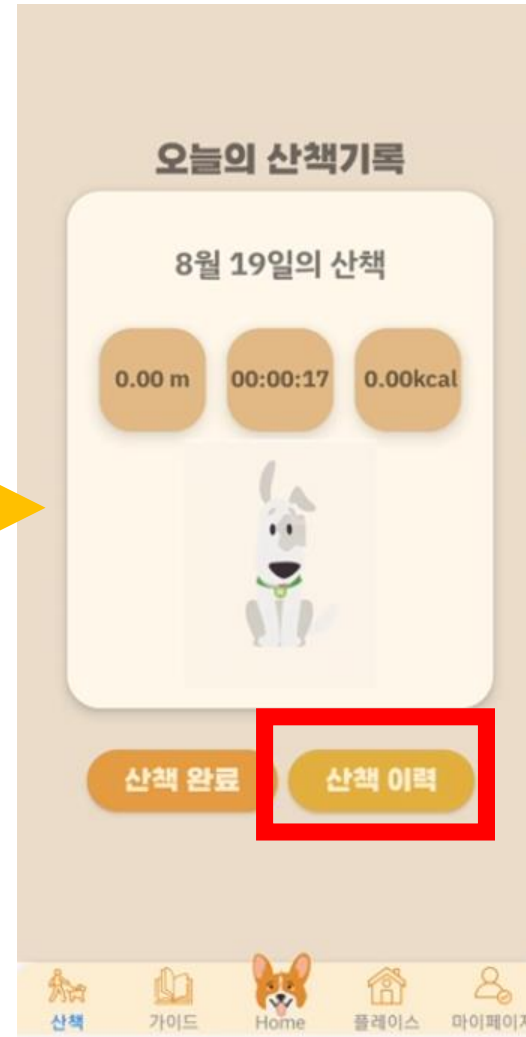 오늘의 산책기록
8월 19일의 산책
0.00 m 00:00:17 0.00kcal
산책 완료 산책 이력
산책 가이드 Home 플레이스 마이페이지